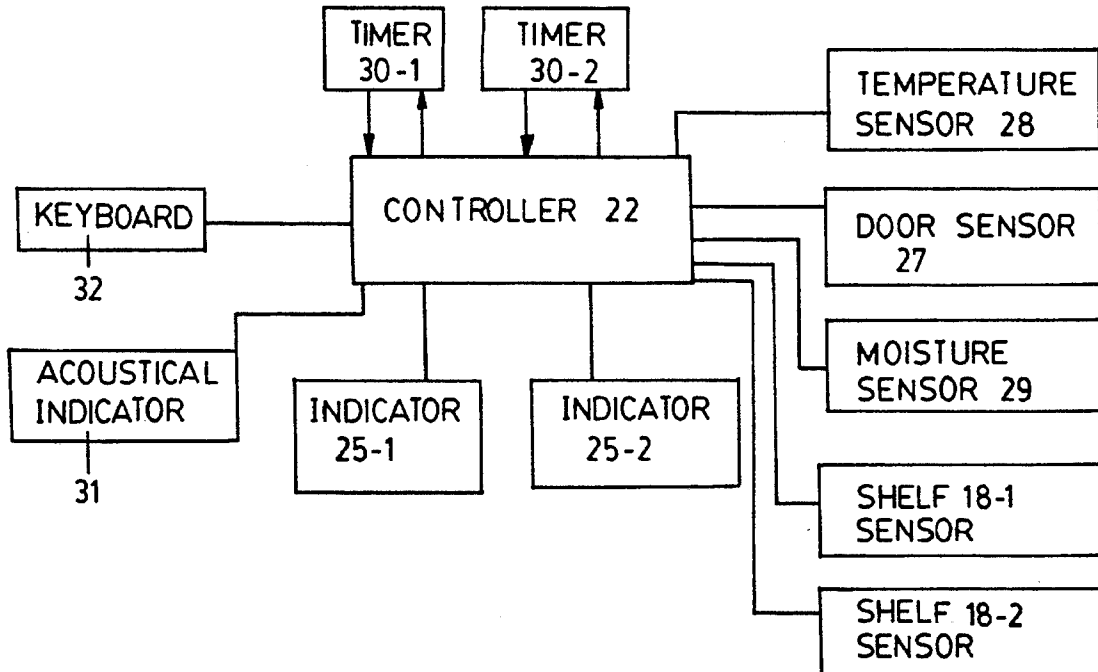 TIMER
30-1
TIMER
30-2
TEMPERATURE
SENSOR 28
KEYBOARD
32
CONTROLLER 22
DOOR SENSOR
27
ACOUSTICAL
INDICATOR
31
INDICATOR
25-1
INDICATOR
25-2
MOISTURE
SENSOR 29
SHELF 18-1
SENSOR
SHELF 18-2
SENSOR